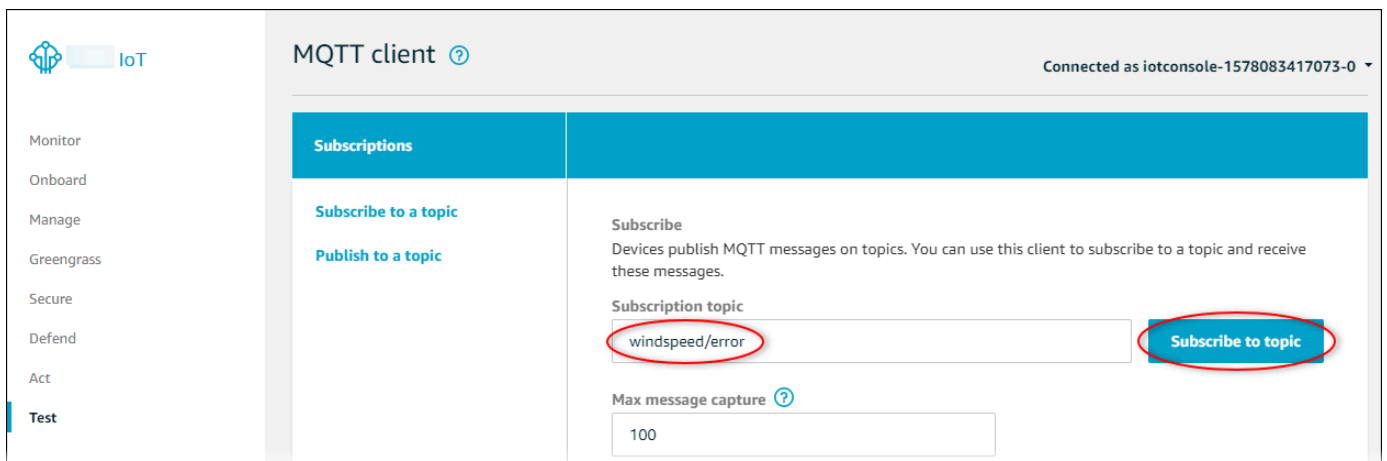 IoT
MQTT client
Connected as iotconsole-1578083417073-0
Monitor
Onboard
Manage
Greengrass
Secure
Defend
Act
Test
Subscriptions
Subscribe to a topic
Publish to a topic
Subscribe
Devices publish MQTT messages on topics. You can use this client to subscribe to a topic and receive
these messages.
Subscription topic
windspeed/error
Subscribe to topic
Max message capture
100